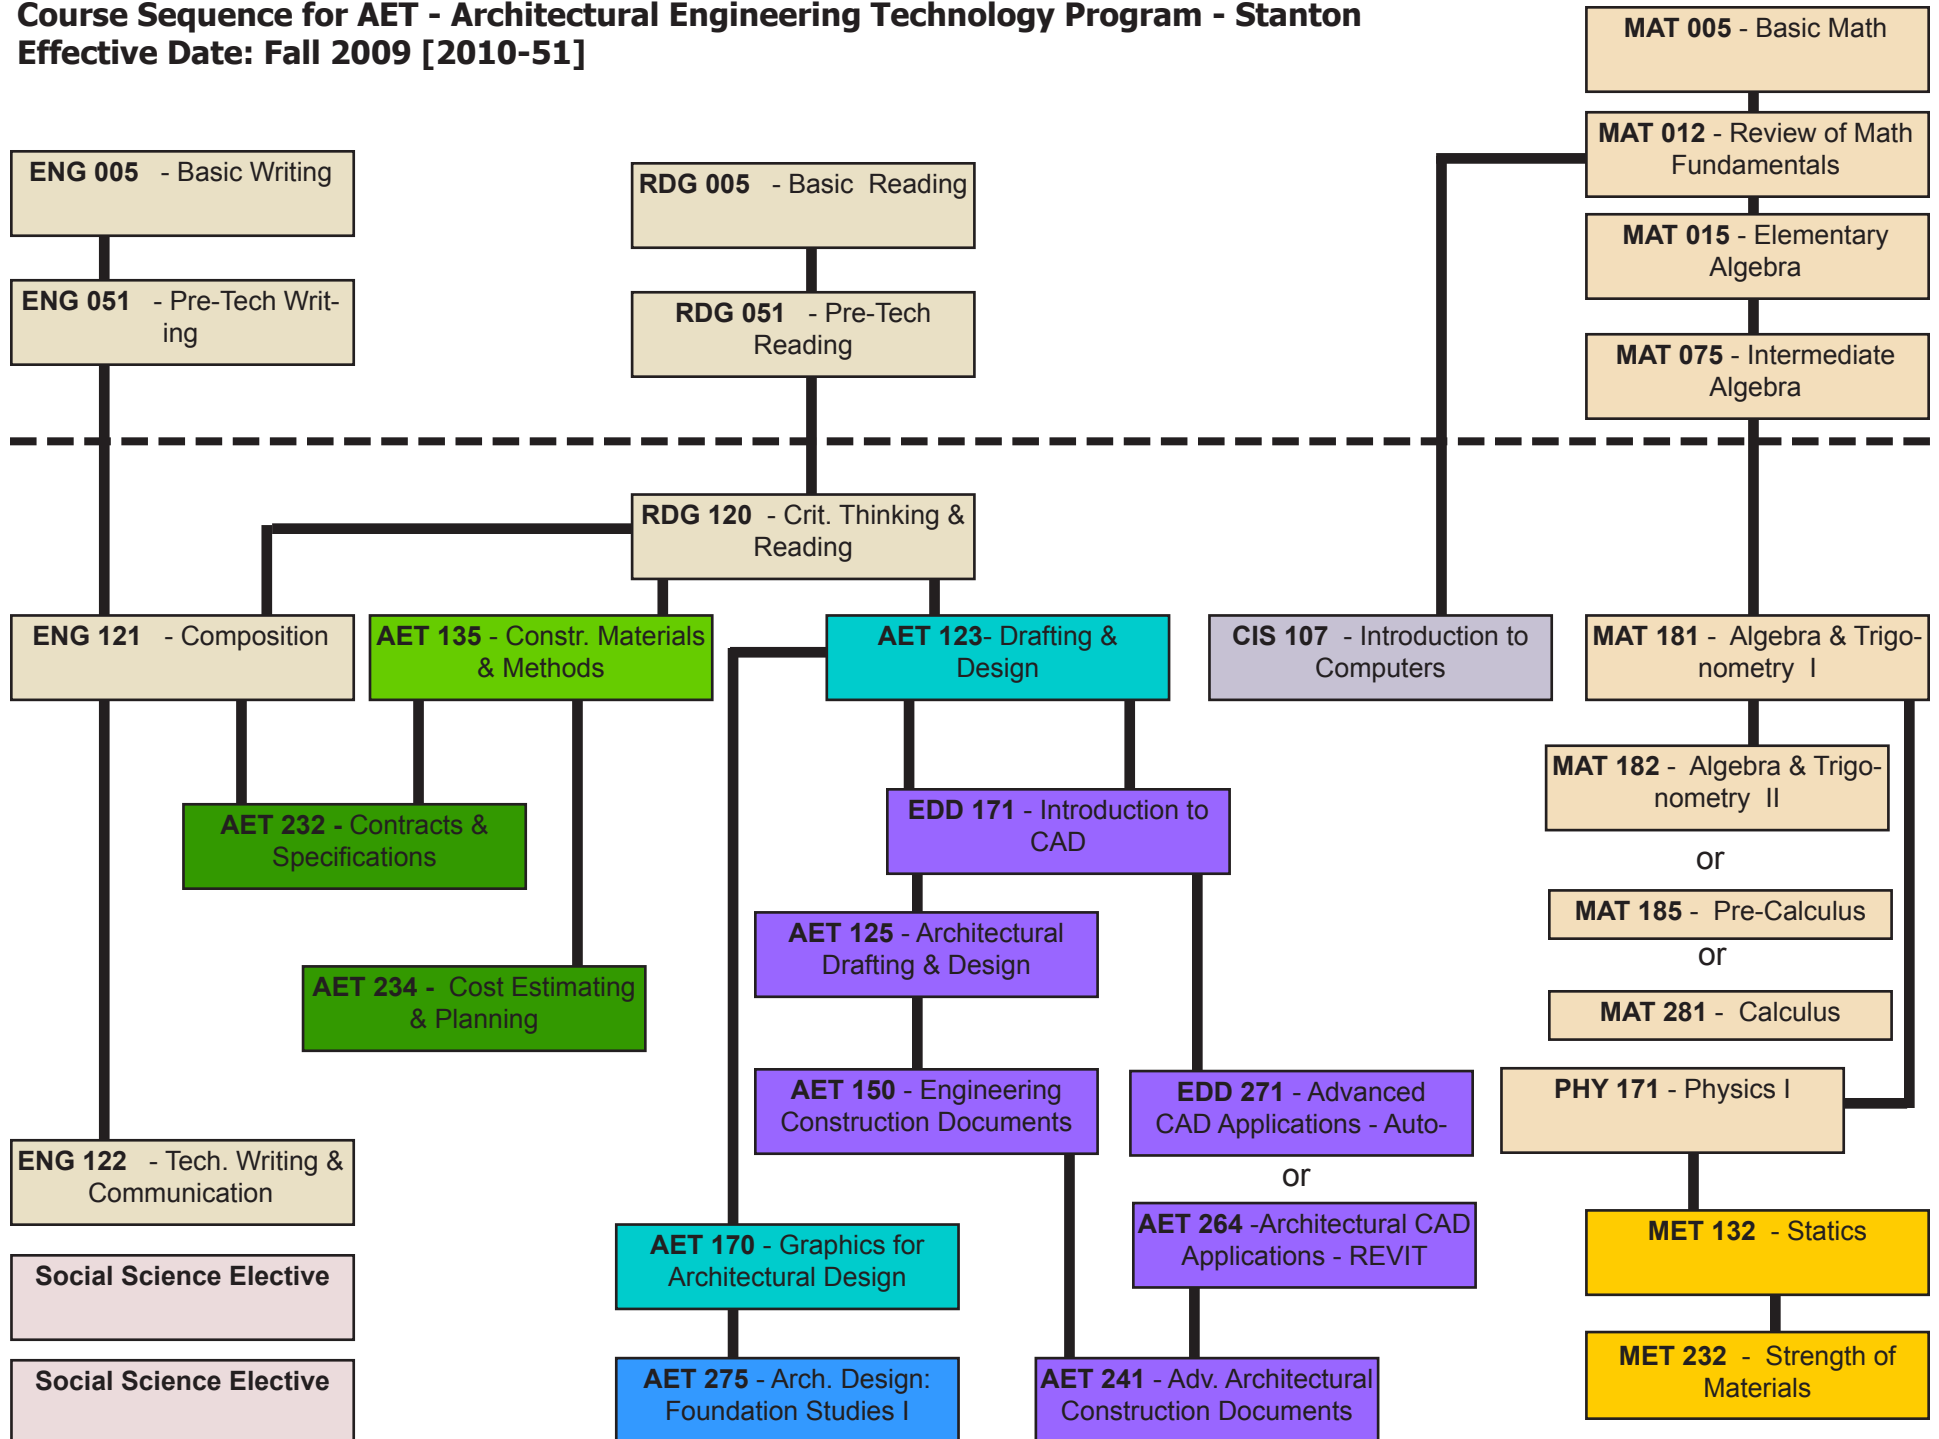 Course Sequence for AET - Architectural Engineering Technology Program - Stanton
Effective Date: Fall 2009 [2010-51]
MAT 005 - Basic Math
MAT 012 - Review of Math
Fundamentals
ENG 005 - Basic Writing
RDG 005 - Basic Reading
MAT 015 - Elementary
Algebra
ENG 051 - Pre-Tech Writ-
ing
RDG 051 - Pre-Tech
Reading
MAT 075 - Intermediate
Algebra
RDG 120 - Crit. Thinking &
Reading
ENG 121 - Composition
AET 135 - Constr. Materials
& Methods
AET 123- Drafting &
Design
CIS 107 - Introduction to
Computers
MAT 181 - Algebra & Trigo-
nometry I
MAT 182 - Algebra & Trigo-
nometry II
or
AET 232 - Contracts &
Specifications
EDD 171 - Introduction to
CAD
MAT 185 - Pre-Calculus
or
AET 125 - Architectural
Drafting & Design
AET 234 - Cost Estimating
& Planning
MAT 281 - Calculus
AET 150 - Engineering
Construction Documents
EDD 271 - Advanced
CAD Applications - Auto-
or
PHY 171 - Physics I
ENG 122 - Tech. Writing &
Communication
AET 264 -Architectural CAD
Applications - REVIT
MET 132 - Statics
AET 170 - Graphics for
Architectural Design
Social Science Elective
MET 232 - Strength of
Materials
Social Science Elective
AET 275 - Arch. Design:
Foundation Studies I
AET 241 - Adv. Architectural
Construction Documents